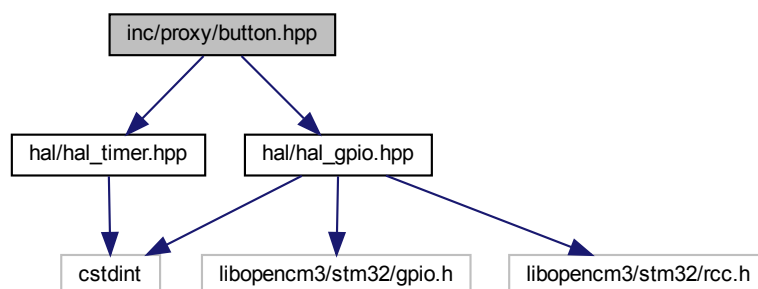 inc/proxy/button.hpp
hal/hal_timer.hpp
hal/hal_gpio.hpp
cstdint
libopencm3/stm32/gpio.h
libopencm3/stm32/rcc.h